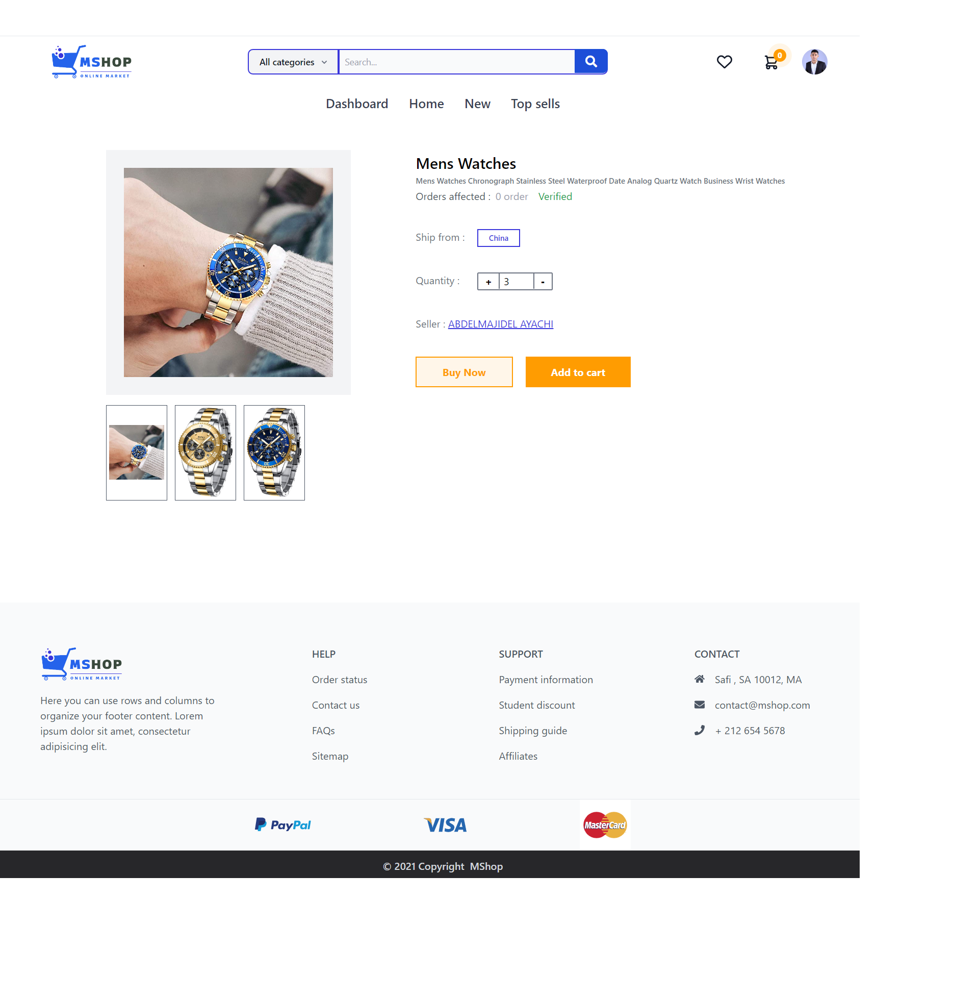 MSHOP
ONLINE MARKET
All categories
Search...
0
Dashboard Home New Top sells
Mens Watches
Mens Watches Chronograph Stainless Steel Waterproof Date Analog Quartz Watch Business Wrist Watches
Orders affected : 0 order Verified
Ship from : China
Quantity : + 3 -
Seller : ABDELMAJIDEL AYACHI
Buy Now Add to cart
MSHOP
ONLINE MARKET
Here you can use rows and columns to
organize your footer content. Lorem
ipsum dolor sit amet, consectetur
adipisicing elit.
HELP
Order status
Contact us
FAQs
Sitemap
SUPPORT
Payment information
Student discount
Shipping guide
Affiliates
CONTACT
Safi , SA 10012, MA
contact@mshop.com
+ 212 654 5678
PayPal VISA MasterCard
© 2021 Copyright MShop